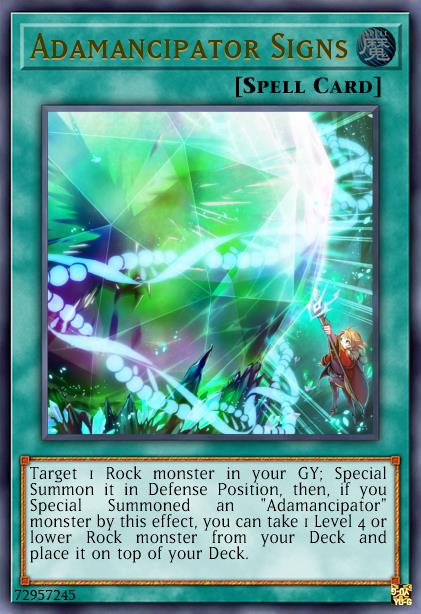 Adamancipator Signs
魔
[Spell Card]
Target 1 Rock monster in your GY; Special
Summon it in Defense Position, then, if you
Special Summoned an "Adamancipator"
monster by this effect, you can take 1 Level 4 or
lower Rock monster from your Deck and
place it on top of your Deck.
72957245